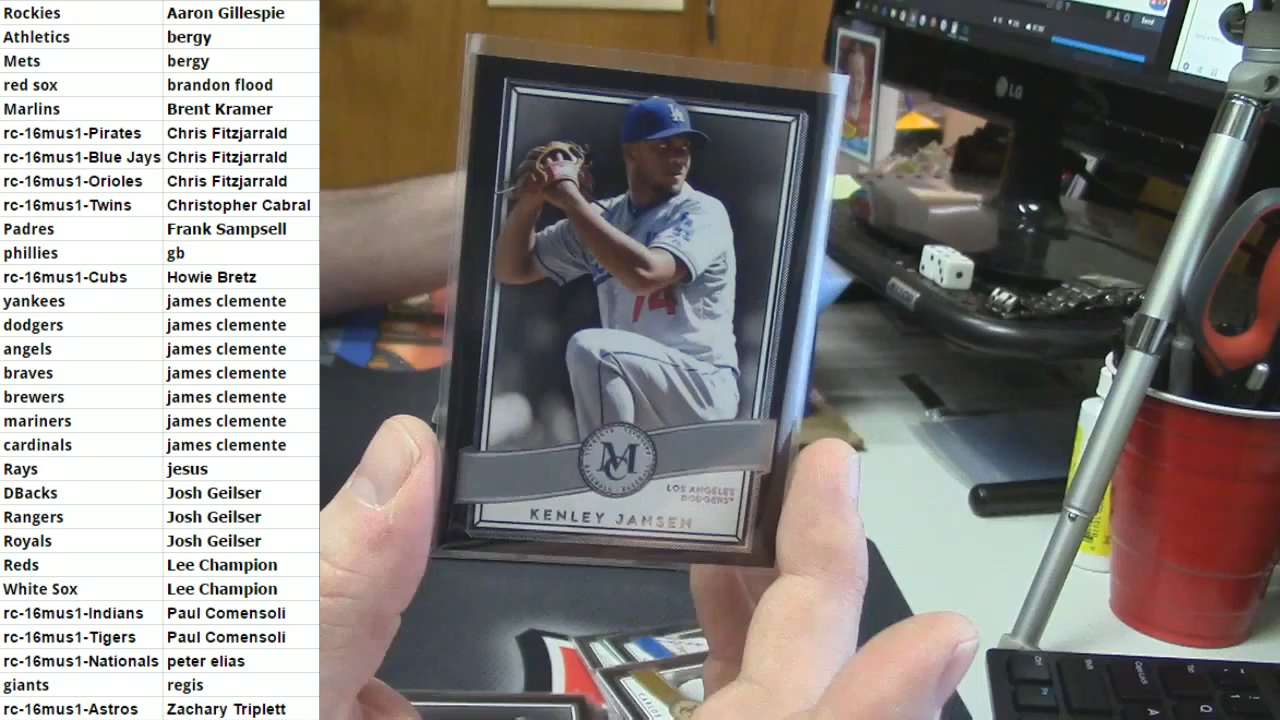 Rockies Aaron Gillespie
Athletics bergy
Mets bergy
red sox brandon flood
Marlins Brent Kramer
rc-16mus1-Pirates Chris Fitzjarrald
rc-16mus1-Blue Jays Chris Fitzjarrald
rc-16mus1-Orioles Chris Fitzjarrald
rc-16mus1-Twins Christopher Cabral
Padres Frank Sampsell
phillies gb
rc-16mus1-Cubs Howie Bretz
yankees james clemente
dodgers james clemente
angels james clemente
braves james clemente
brewers james clemente
mariners james clemente
cardinals james clemente
Rays jesus
DBacks Josh Geilser
Rangers Josh Geilser
Royals Josh Geilser
Reds Lee Champion
White Sox Lee Champion
rc-16mus1-Indians Paul Comensoli
rc-16mus1-Tigers Paul Comensoli
rc-16mus1-Nationals peter elias
giants regis
rc-16mus1-Astros Zachary Triplett
LA
74
MC
LOS ANGELES
DODGERS
KENLEY JANSEN
LG